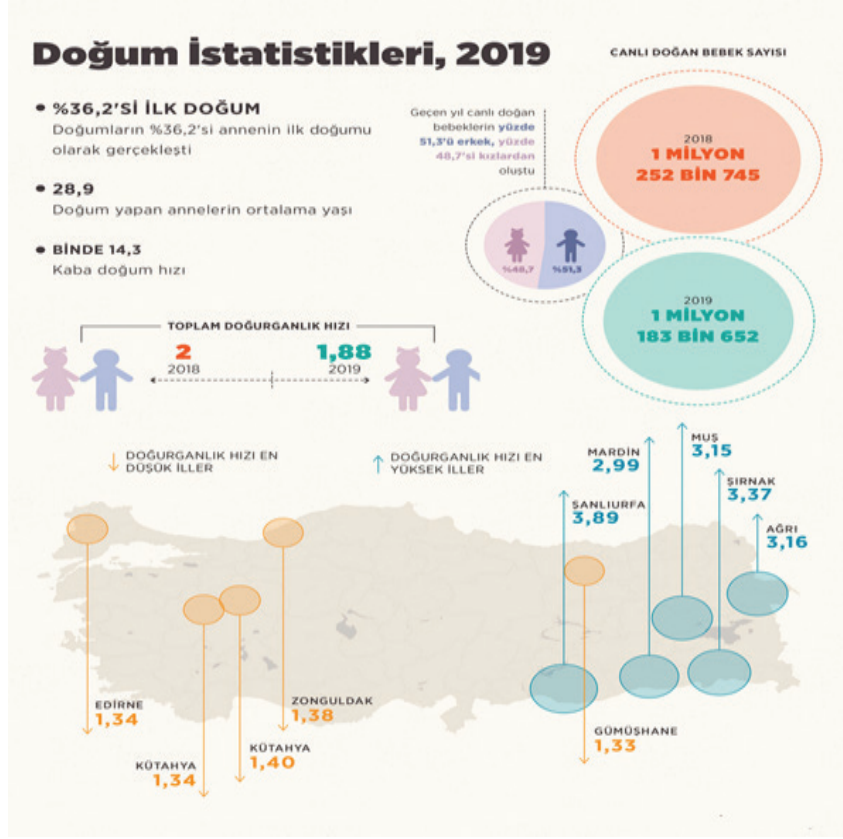 Doğum İstatistikleri, 2019
CANLI DOĞAN BEBEK SAYISI
• %36,2'Sİ İLK DOĞUM
Doğumların %36,2'si annenin ilk doğumu
olarak gerçekleşti
• 28,9
Doğum yapan annelerin ortalama yaşı
• BİNDE 14,3
Kaba doğum hızı
Geçen yıl canlı doğan
bebeklerin yüzde
51,3'ü erkek, yüzde
48,7'si kızlardan
oluştu
%48,7 %51,3
2018
1 MİLYON
252 BİN 745
2019
1 MİLYON
183 BİN 652
TOPLAM DOĞURGANLIK HIZI
2
2018
1,88
2019
DOĞURGANLIK HIZI EN
DÜŞÜK İLLER
DOĞURGANLIK HIZI EN
YÜKSEK İLLER
MARDİN
2,99
MUŞ
3,15
ŞANLIURFA
3,89
ŞIRNAK
3,37
AĞRI
3,16
EDİRNE
1,34
KÜTAHYA
1,34
KÜTAHYA
1,40
ZONGULDAK
1,38
GÜMÜŞHANE
1,33